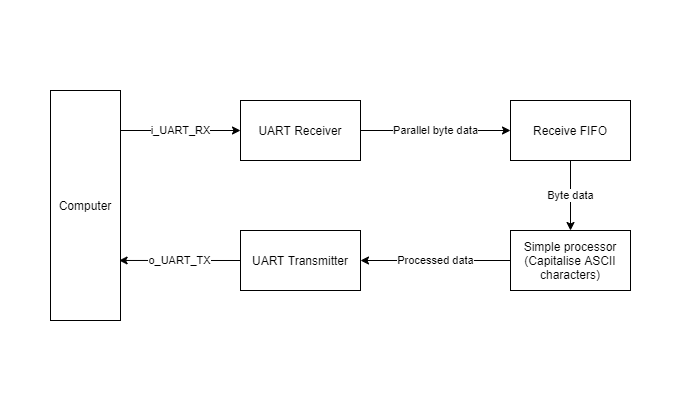 Computer
i_UART_RX
UART Receiver
Parallel byte data
Receive FIFO
Byte data
Simple processor
(Capitalise ASCII
characters)
Processed data
UART Transmitter
o_UART_TX